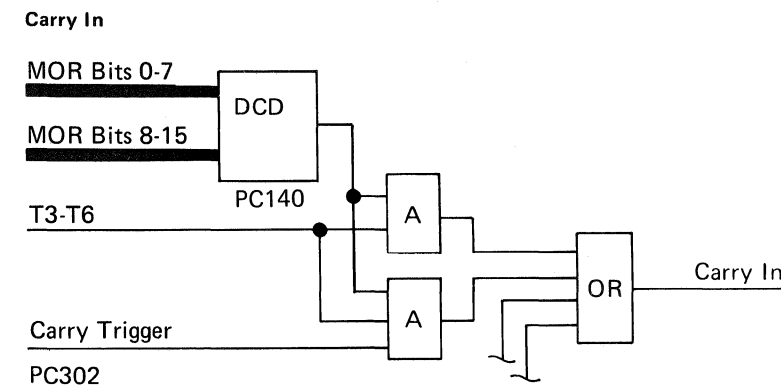 Carry In
MOR Bits 0-7
DCD
MOR Bits 8-15
PC140
T3-T6
A
Carry In
OR
A
Carry Trigger
PC302